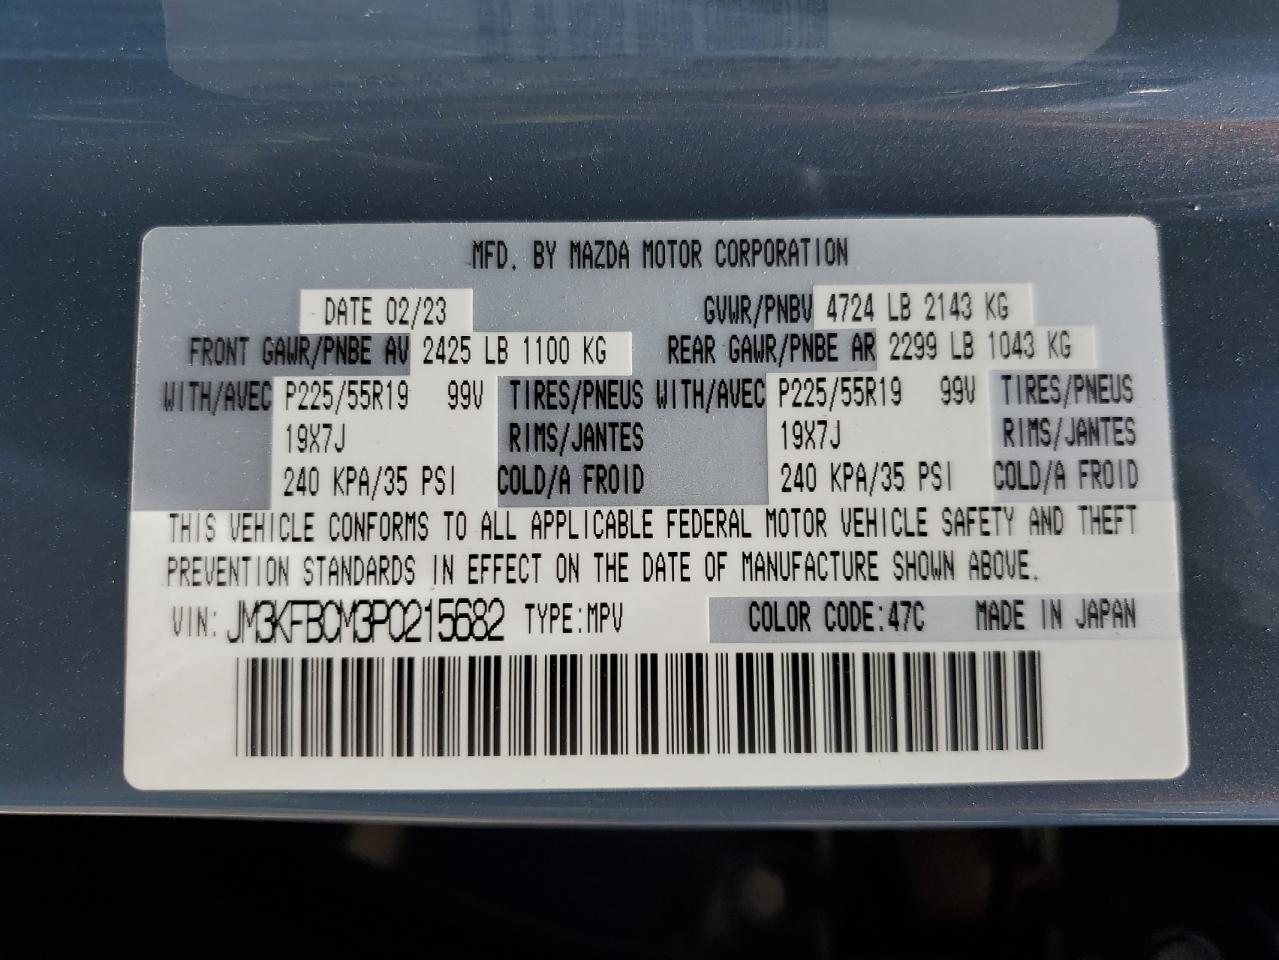 MFD. BY MAZDA MOTOR CORPORATION
DATE 02/23 GVWR/PNBV 4724 LB 2143 KG
FRONT GAWR/PNBE AV 2425 LB 1100 KG REAR GAWR/PNBE AR 2299 LB 1043 KG
WITH/AVEC P225/55R19 99V TIRES/PNEUS WITH/AVEC P225/55R19 99V TIRES/PNEUS
19X7J RIMS/JANTES 19X7J RIMS/JANTES
240 KPA/35 PSI COLD/A FROID 240 KPA/35 PSI COLD/A FROID
THIS VEHICLE CONFORMS TO ALL APPLICABLE FEDERAL MOTOR VEHICLE SAFETY AND THEFT
PREVENTION STANDARDS IN EFFECT ON THE DATE OF MANUFACTURE SHOWN ABOVE.
VIN: JM3KFBCM3P0215682 TYPE:MPV COLOR CODE:47C MADE IN JAPAN